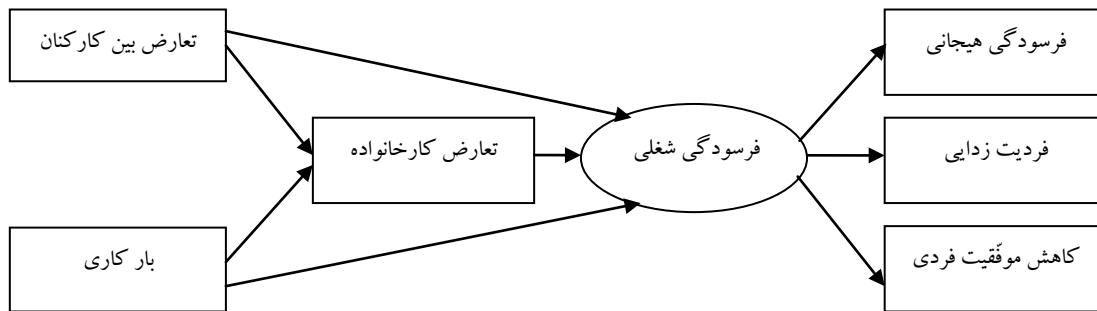 تعارض بین کارکنان
فرسودگی هیجانی
تعارض کارخانواده
فرسودگی شغلی
فردیت زدایی
بار کاری
کاهش موفّقیت فردی